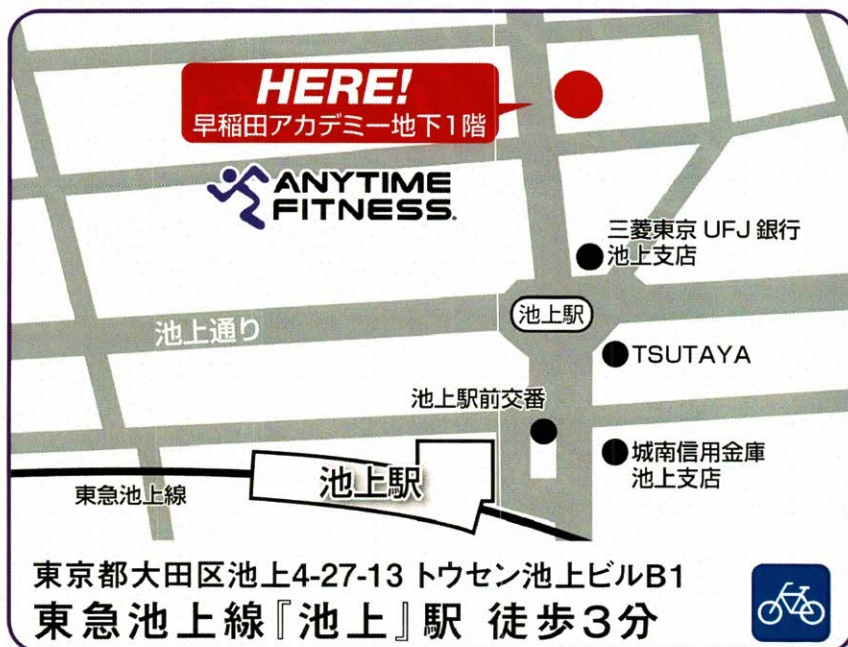 HERE!
早稲田アカデミー地下1階
ANYTIME
FITNESS.
三菱東京 UFJ 銀行
池上支店
池上駅
池上通り
TSUTAYA
池上駅前交番
城南信用金庫
池上支店
池上駅
東急池上線
東京都大田区池上4-27-13 トウセン池上ビルB1
東急池上線『池上』駅 徒歩3分